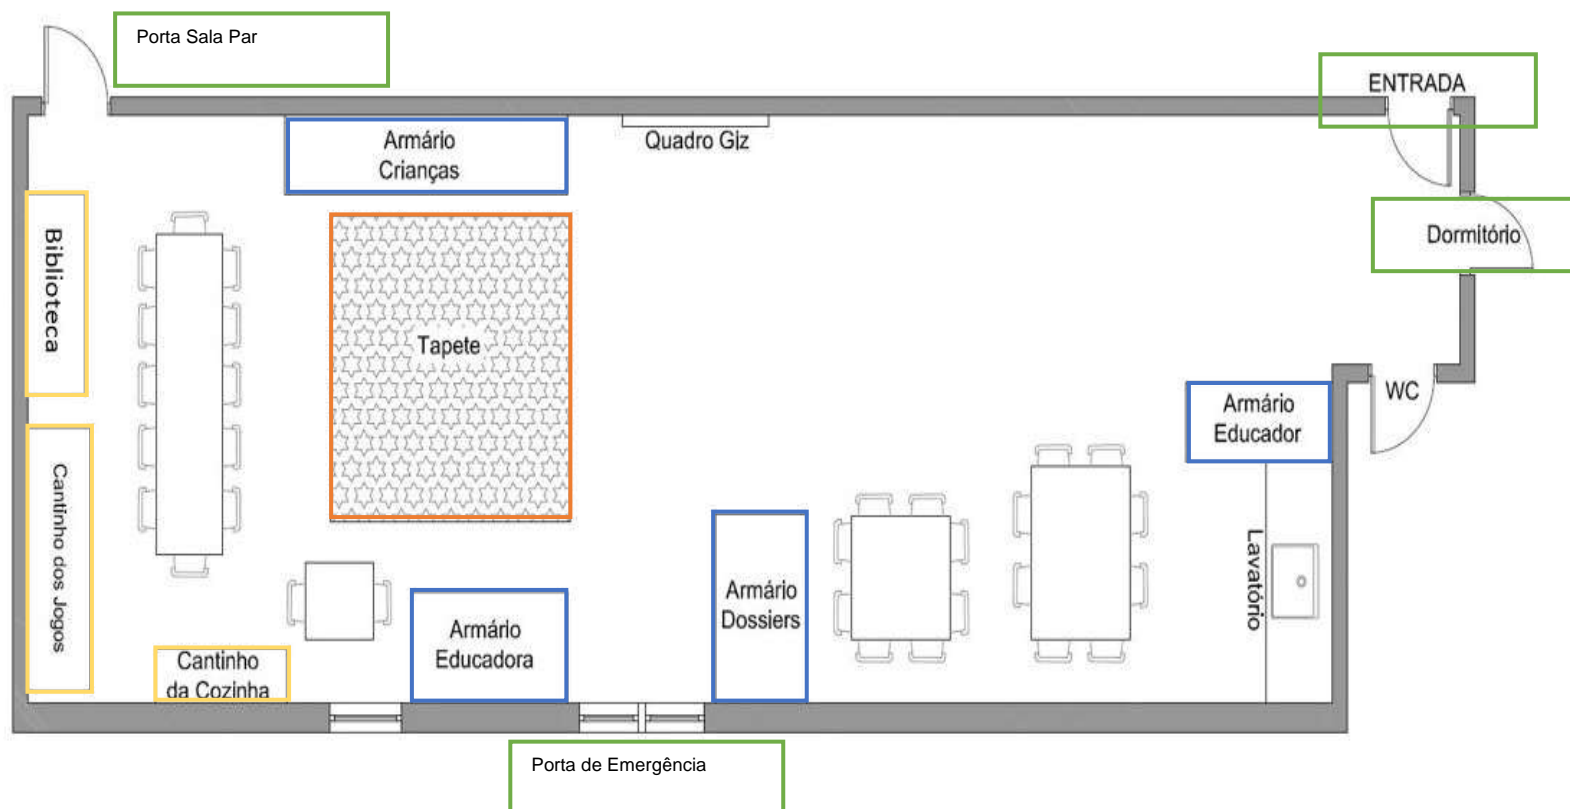 Porta Sala Par
ENTRADA
Armário
Crianças
Quadro Giz
Biblioteca
Dormitório
Tapete
WC
Armário
Educador
Cantinho dos Jogos
Lavatório
Armário
Dossiers
Armário
Educadora
Cantinho
da Cozinha
Porta de Emergência